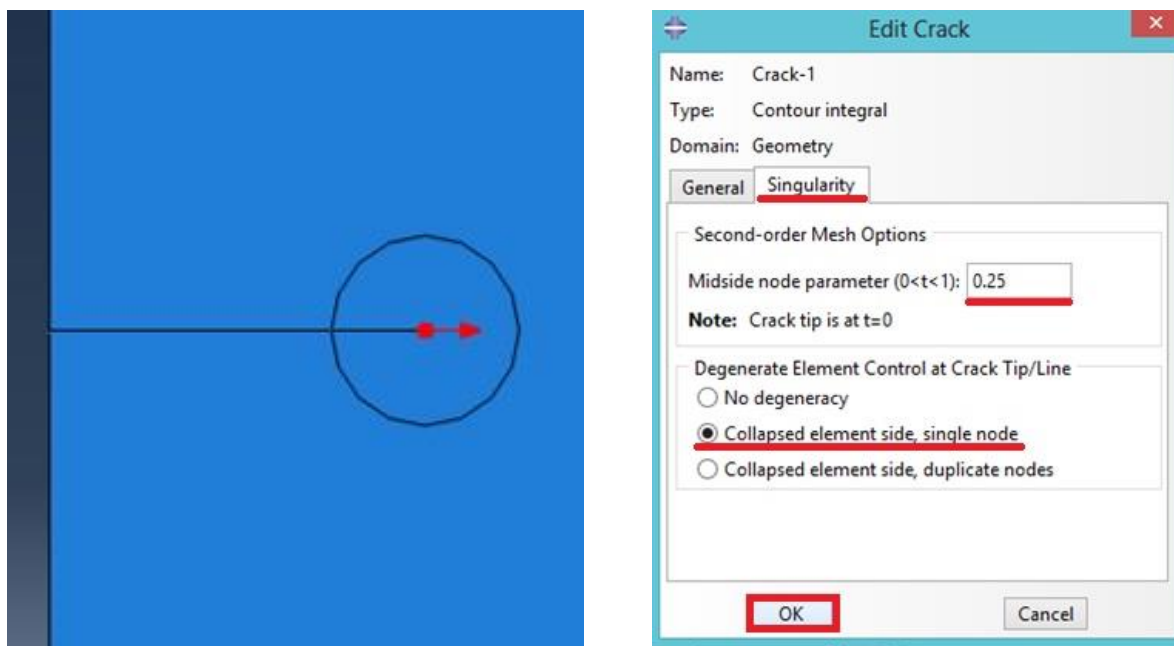 Edit Crack
Name: Crack-1
Type: Contour integral
Domain: Geometry
General Singularity
Second-order Mesh Options
Midside node parameter (0<t<1): 0.25
Note: Crack tip is at t=0
Degenerate Element Control at Crack Tip/Line
No degeneracy
Collapsed element side, single node
Collapsed element side, duplicate nodes
OK Cancel